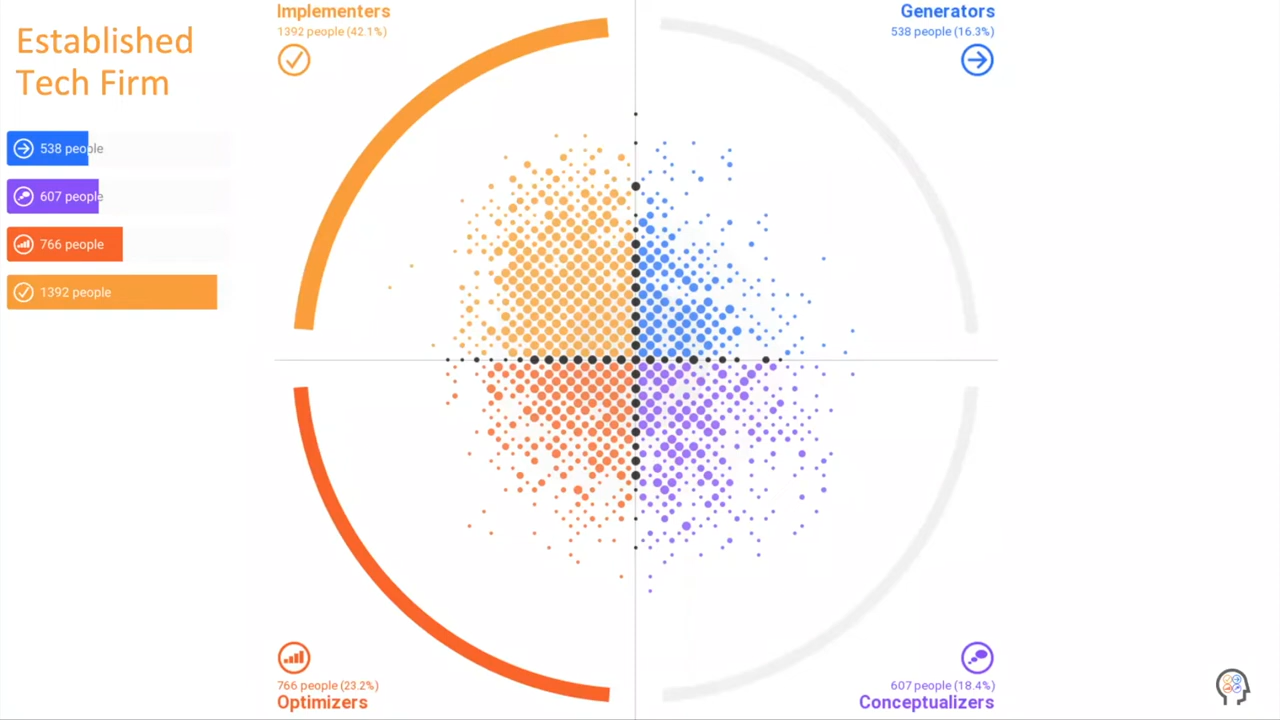 Established
Tech Firm
538 people
607 people
766 people
1392 people
Implementers
1392 people (42.1%)
Generators
538 people (16.3%)
766 people (23.2%)
Optimizers
607 people (18.4%)
Conceptualizers